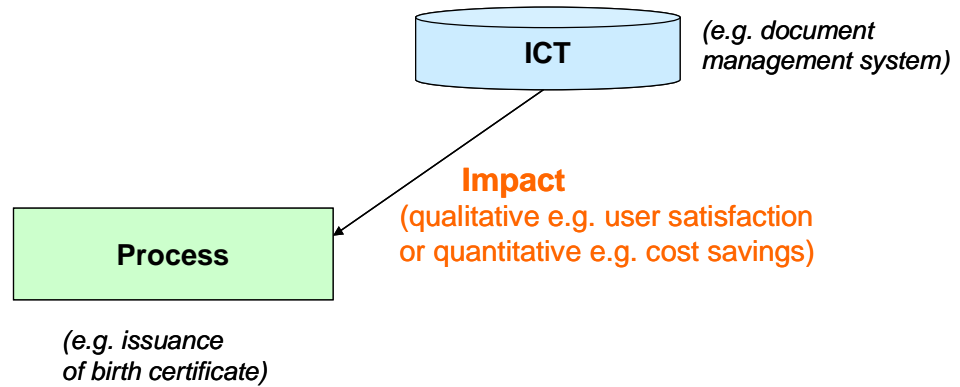 ICT
(e.g. document
management system)
Impact
(qualitative e.g. user satisfaction
or quantitative e.g. cost savings)
Process
(e.g. issuance
of birth certificate)